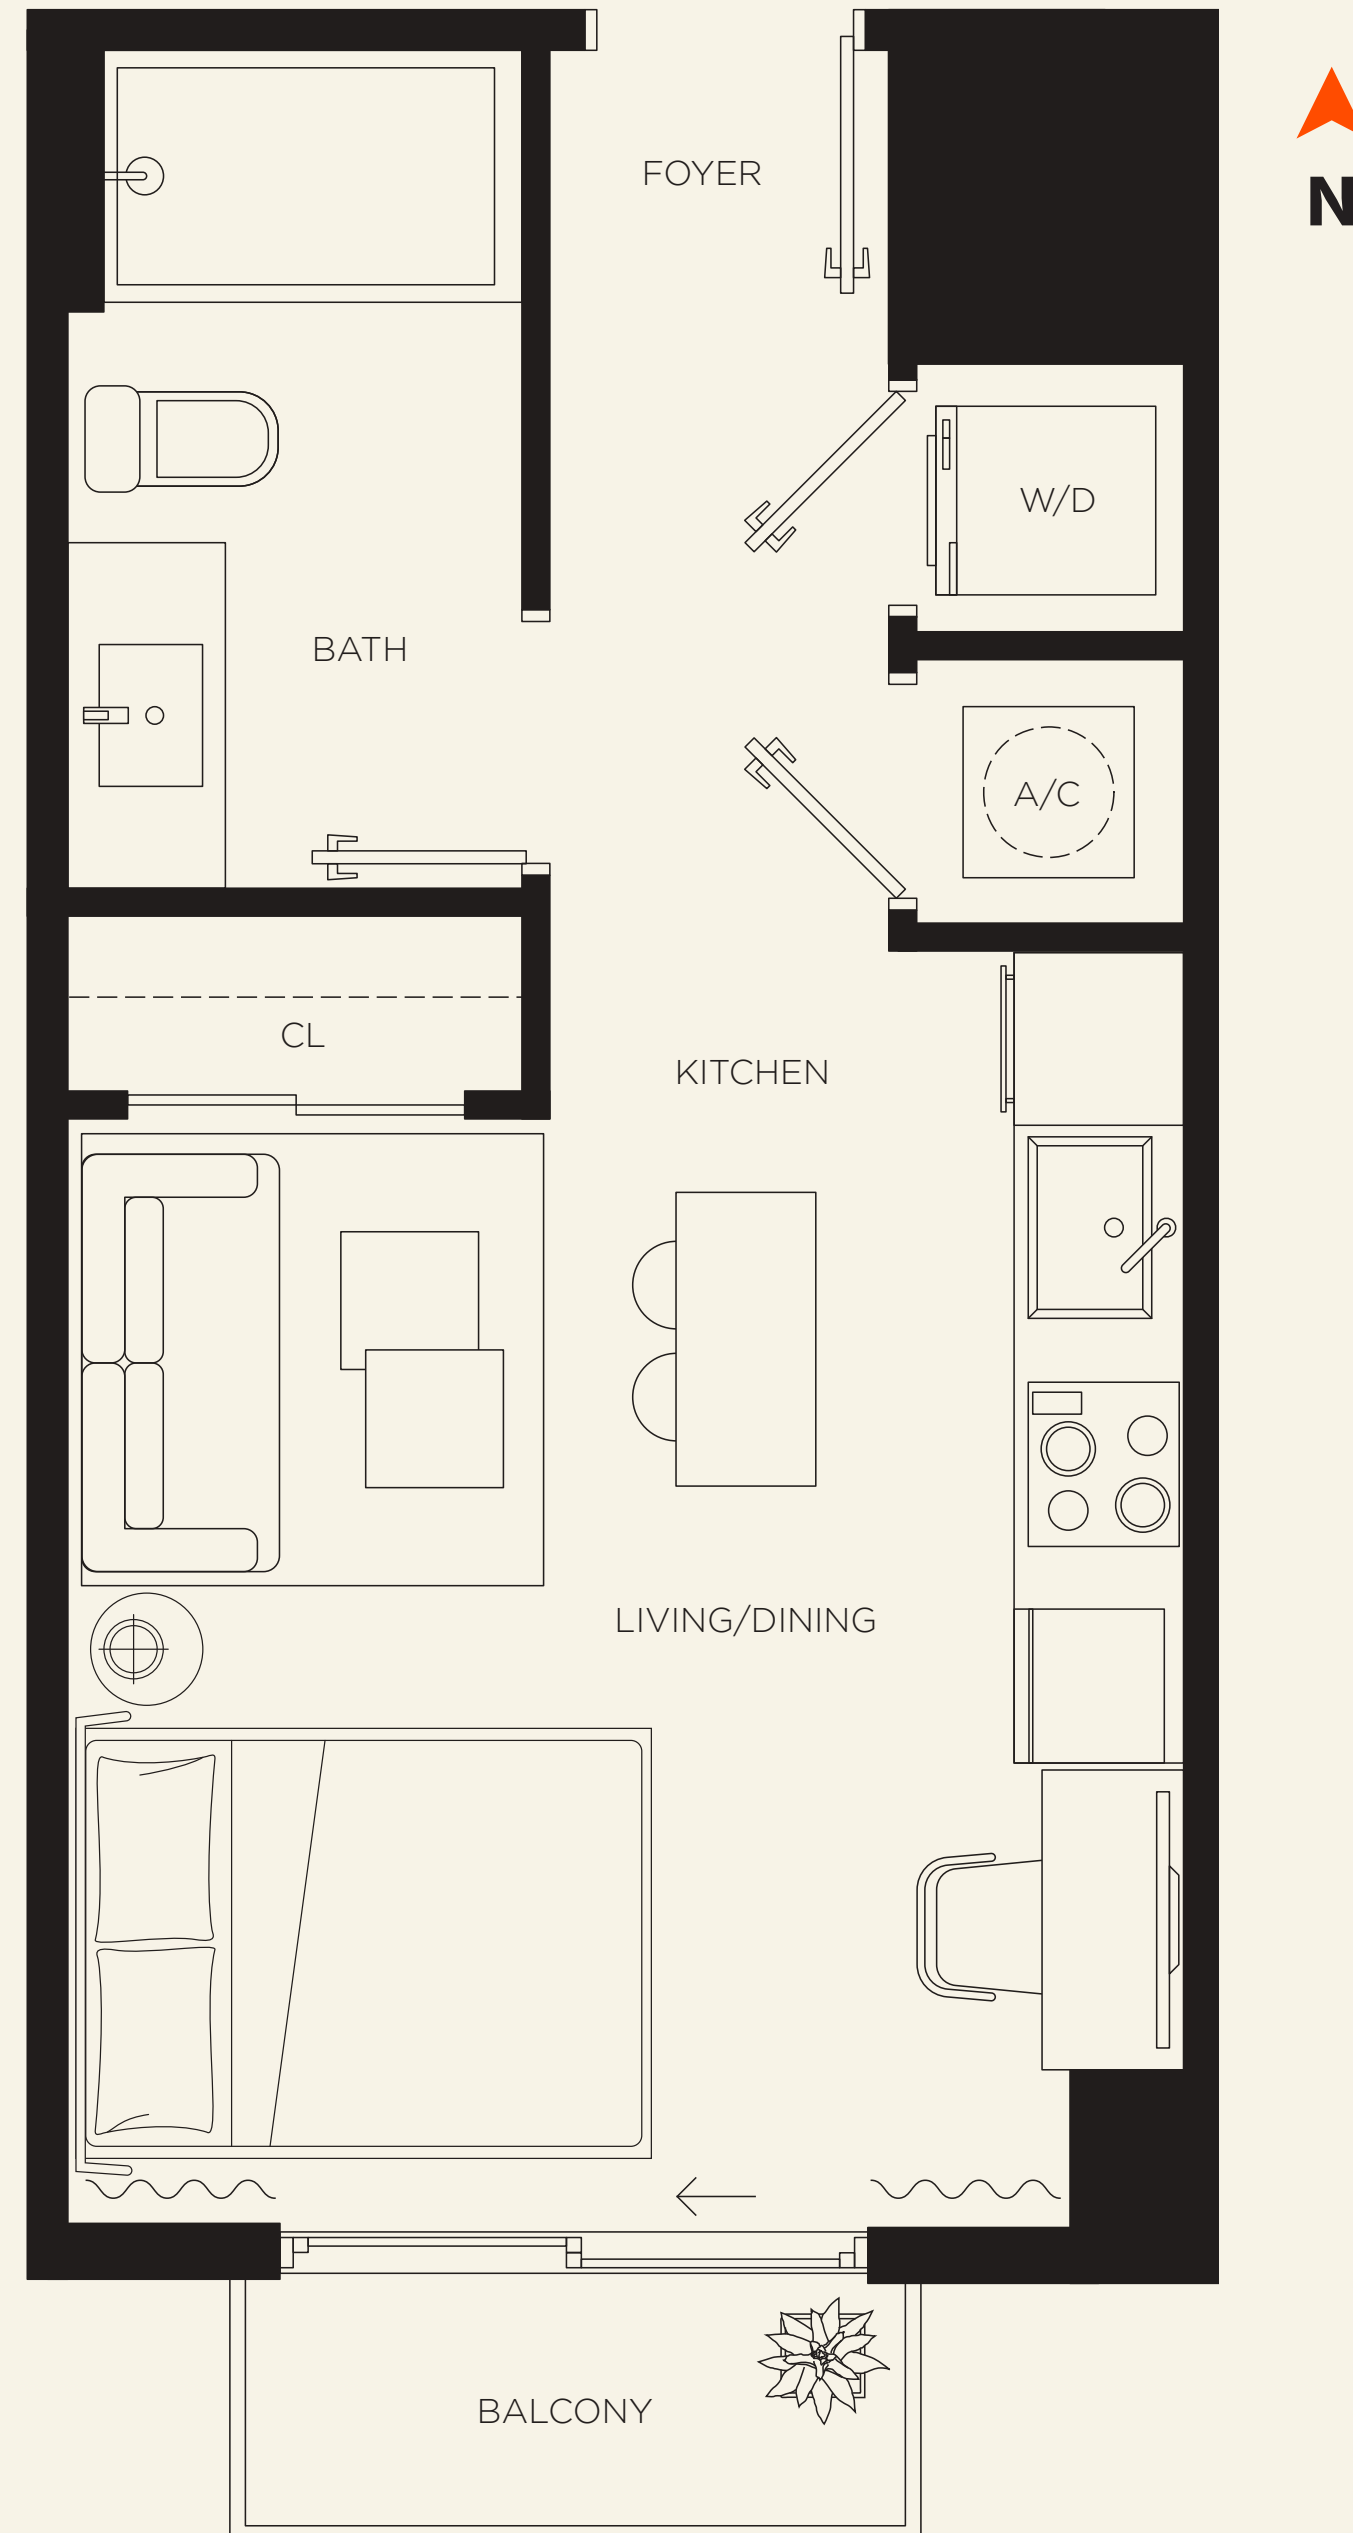 FOYER
N
W/D
BATH
A/C
CL
KITCHEN
LIVING/DINING
BALCONY